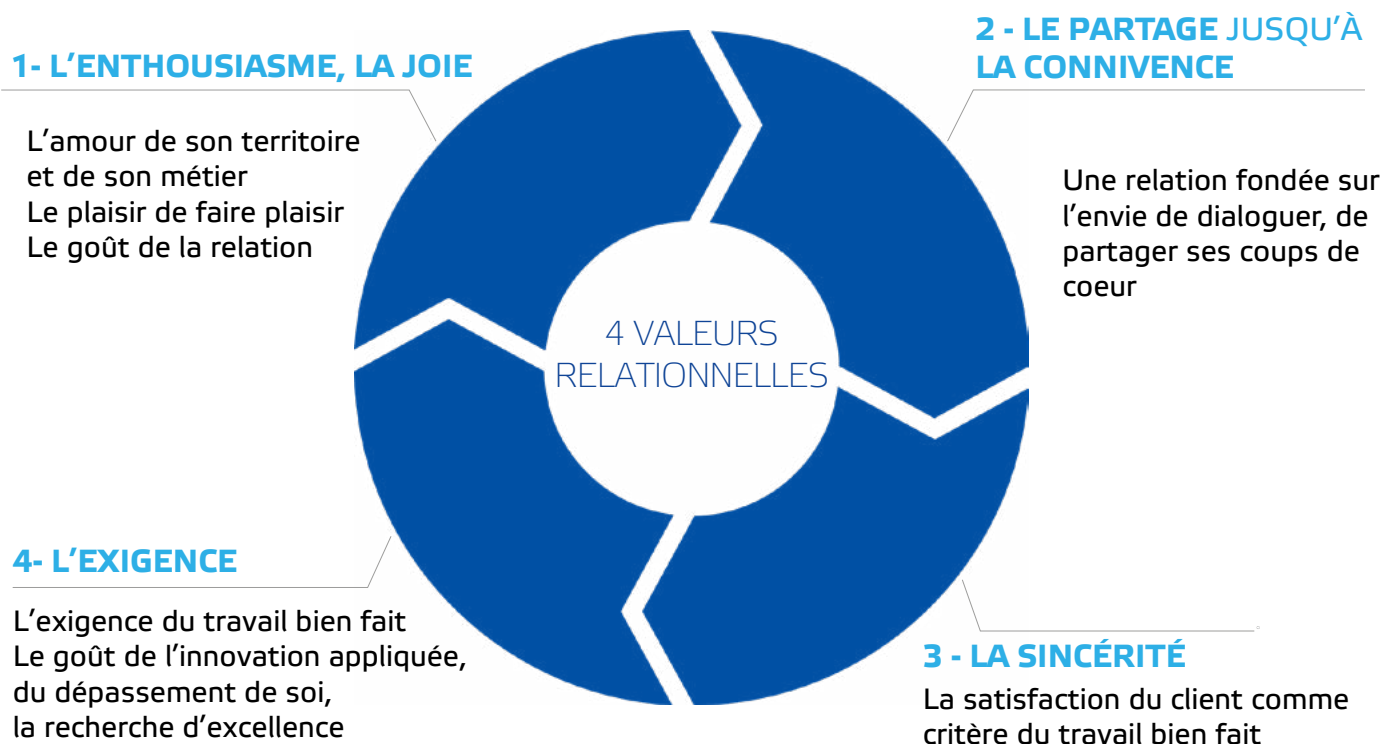 1- L'ENTHOUSIASME, LA JOIE
L'amour de son territoire
et de son métier
Le plaisir de faire plaisir
Le goût de la relation
2 - LE PARTAGE JUSQU'À
LA CONNIVENCE
Une relation fondée sur
l'envie de dialoguer, de
partager ses coups de
coeur
4 VALEURS
RELATIONNELLES
3 - LA SINCÉRITÉ
La satisfaction du client comme
critère du travail bien fait
4- L'EXIGENCE
L'exigence du travail bien fait
Le goût de l'innovation appliquée,
du dépassement de soi,
la recherche d'excellence